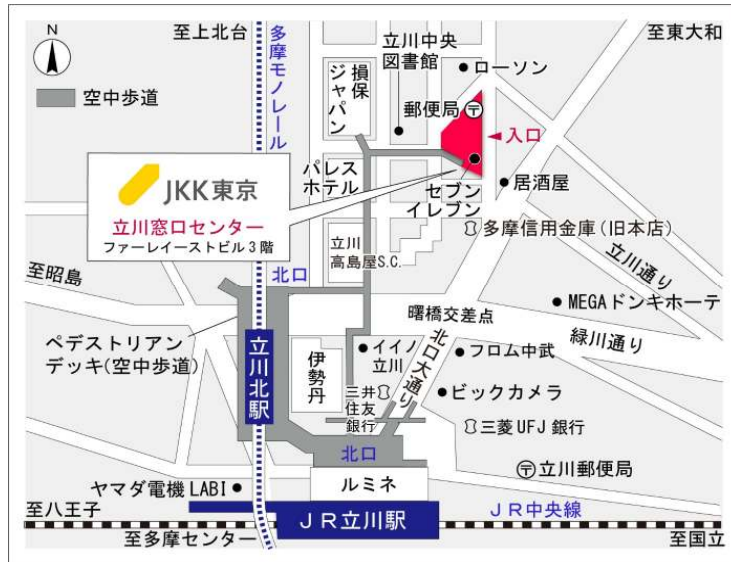 N
至上北台
多摩モノレール
立川中央
図書館
ローソン
至東大和
空中歩道
損保
ジャパン
郵便局
入口
JKK東京
立川窓口センター
ファーレイーストビル3階
パレス
ホテル
セブン
イレブン
居酒屋
多摩信用金庫(旧本店)
立川
高島屋S.C.
立川通り
至昭島
北口
MEGAドンキホーテ
曙橋交差点
緑川通り
ペデストリアン
デッキ(空中歩道)
立川北駅
伊勢丹
イイノ
立川
北口大通り
フロム中武
三井
住友
銀行
ビックカメラ
三菱UFJ銀行
北口
立川郵便局
ヤマダ電機LABI
ルミネ
至八王子
JR立川駅
JR中央線
至多摩センター
至国立